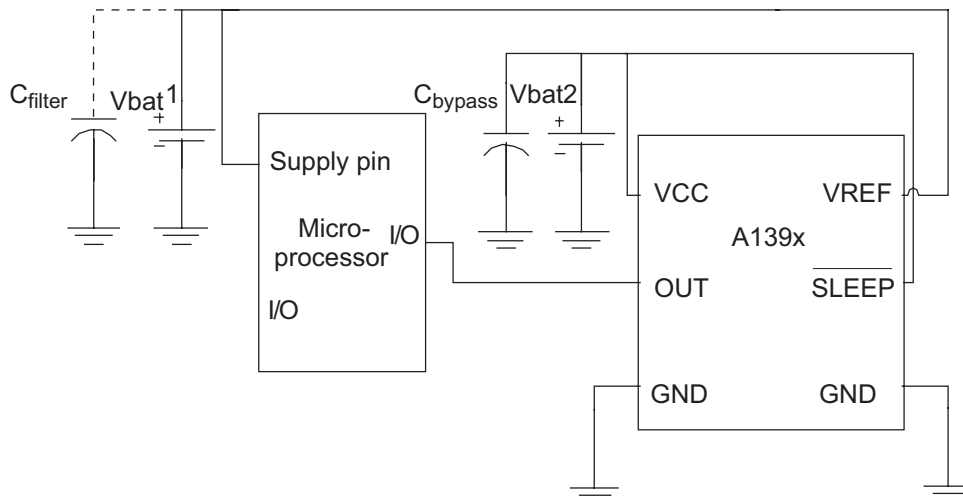 Cfilter
Vbat1
+
-
Cbypass
Vbat2
+
-
Supply pin
Micro-
processor
I/O
I/O
VCC
VREF
A139x
OUT
SLEEP
GND
GND